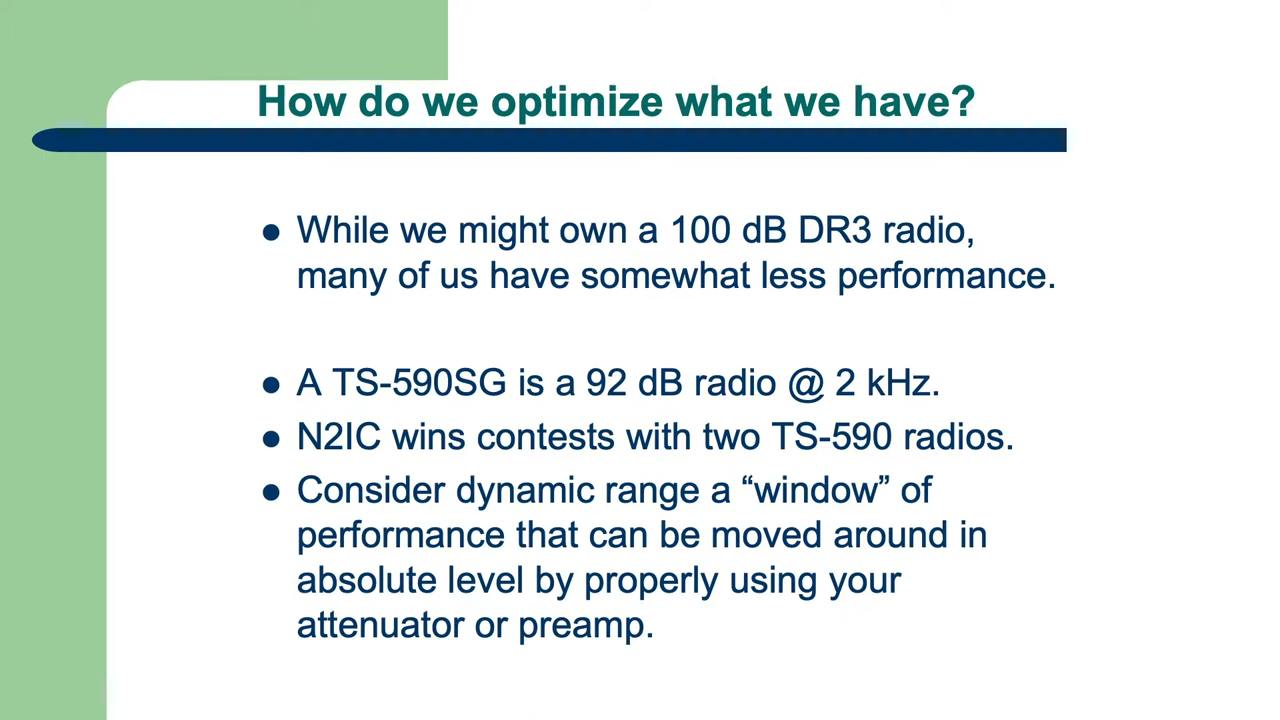 How do we optimize what we have?
● While we might own a 100 dB DR3 radio,
many of us have somewhat less performance.
● A TS-590SG is a 92 dB radio @ 2 kHz.
● N2IC wins contests with two TS-590 radios.
● Consider dynamic range a “window” of
performance that can be moved around in
absolute level by properly using your
attenuator or preamp.